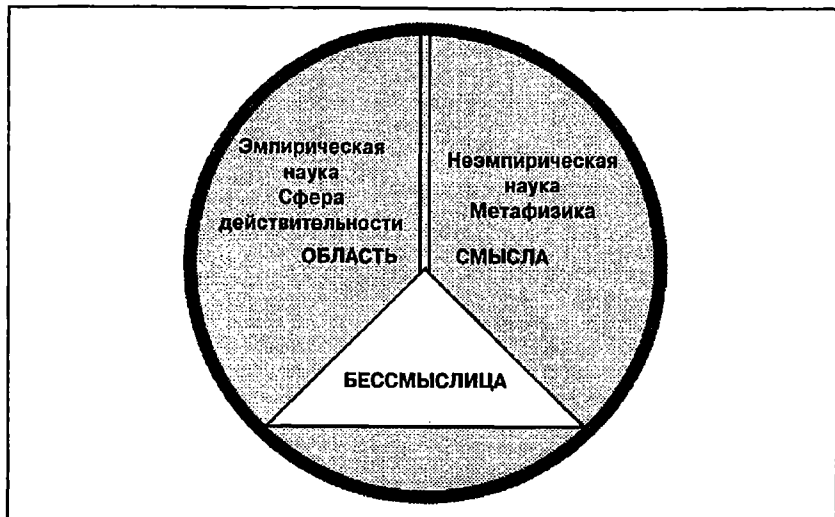 Эмпирическая
наука
Сфера
действительности
ОБЛАСТЬ
Неэмпирическая
наука
Метафизика
СМЫСЛА
БЕССМЫСЛИЦА